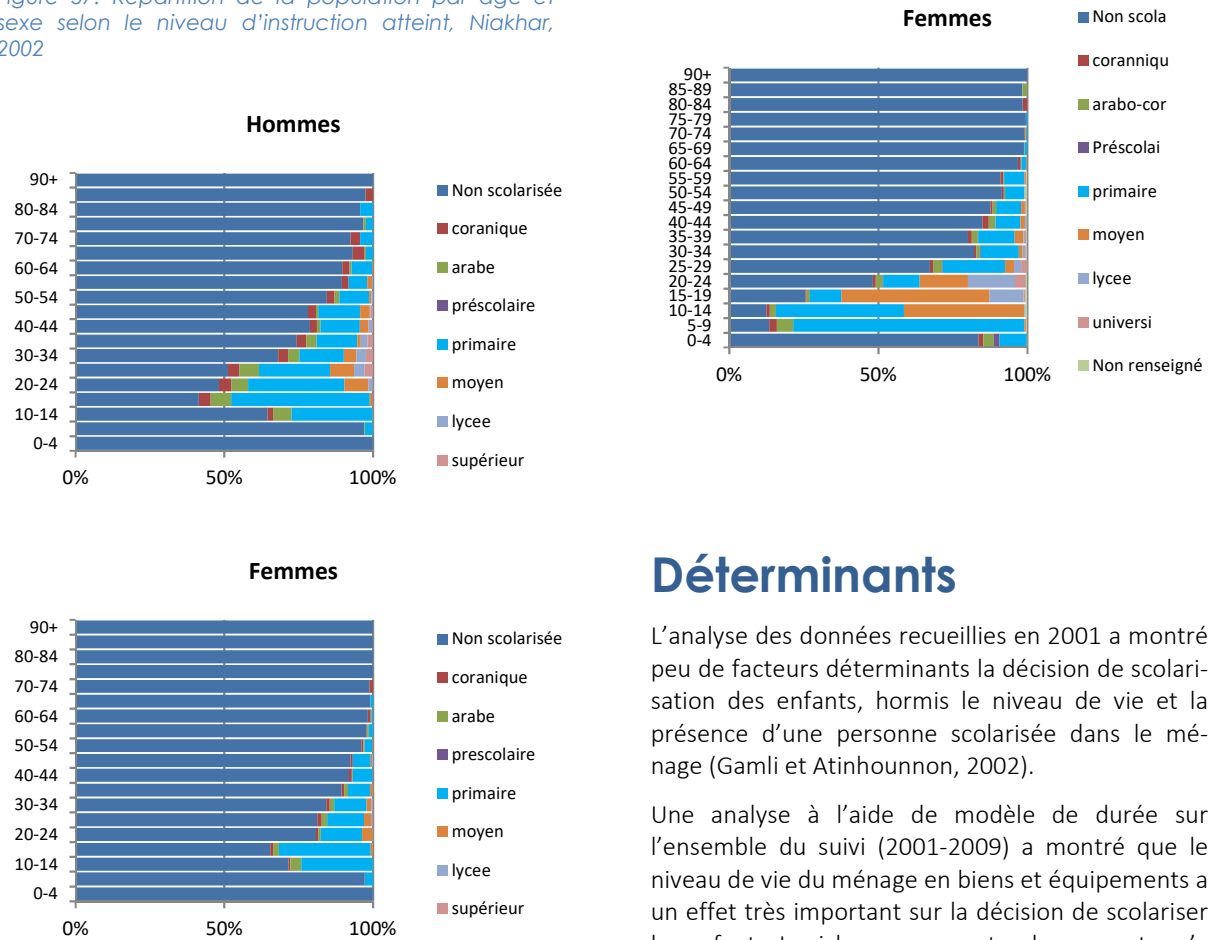 Figure 37. Répartition de la population par âge et
sexe selon le niveau d'instruction atteint, Niakhar,
2002
Hommes
90+
80-84
70-74
60-64
50-54
40-44
30-34
20-24
10-14
0-4
0%
50%
100%
Non scolarisée
coranique
arabe
préscolaire
primaire
moyen
lycee
supérieur
Femmes
90+
80-84
70-74
60-64
50-54
40-44
30-34
20-24
10-14
0-4
0%
50%
100%
Non scolarisée
coranique
arabe
prescolaire
primaire
moyen
lycee
supérieur
Femmes
90+
85-89
80-84
75-79
70-74
65-69
60-64
55-59
50-54
45-49
40-44
35-39
30-34
25-29
20-24
15-19
10-14
5-9
0-4
0%
50%
100%
Non scola
coranniqu
arabo-cor
Préscolai
primaire
moyen
lycee
universi
Non renseigné
Déterminants
L'analyse des données recueillies en 2001 a montré
peu de facteurs déterminants la décision de scolari-
sation des enfants, hormis le niveau de vie et la
présence d'une personne scolarisée dans le mé-
nage (Gamli et Atinhounnon, 2002).
Une analyse à l'aide de modèle de durée sur
l'ensemble du suivi (2001-2009) a montré que le
niveau de vie du ménage en biens et équipements a
un effet très important sur la décision de scolariser